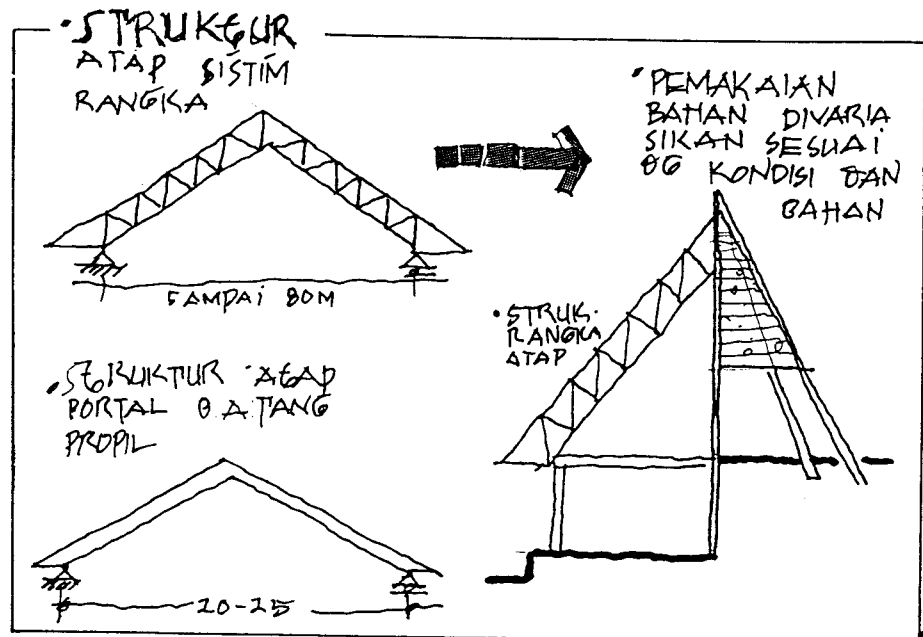 • STRUKTUR
ATAP SISTIM
RANGKA
SAMPAI 80M
• STRUKTUR ATAP
PORTAL BATANG
PROPIL
20-25
• PEMAKAIAN
BAHAN DIVARIA
SIKAN SESUAI
DG KONDISI DAN
BAHAN
• STRUK.
RANGKA
ATAP